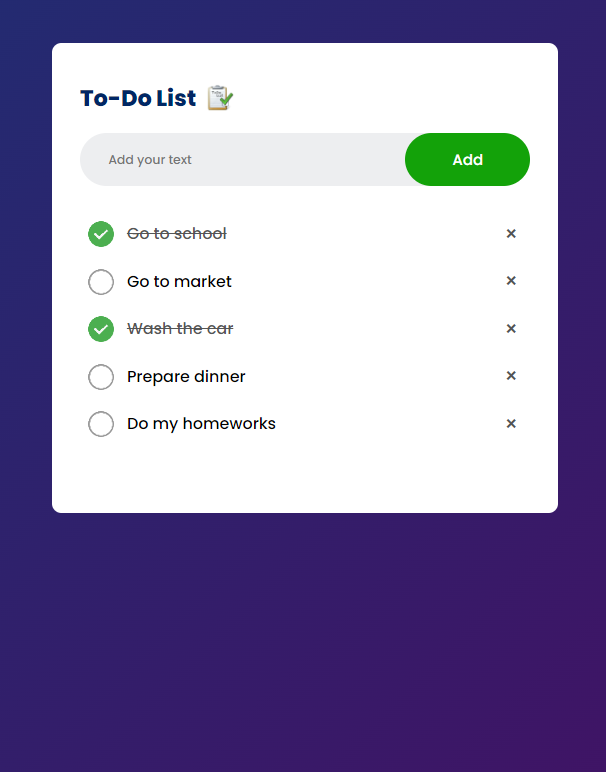 To-Do List
Add your text
Add
Go to school ×
Go to market ×
Wash the car ×
Prepare dinner ×
Do my homeworks ×